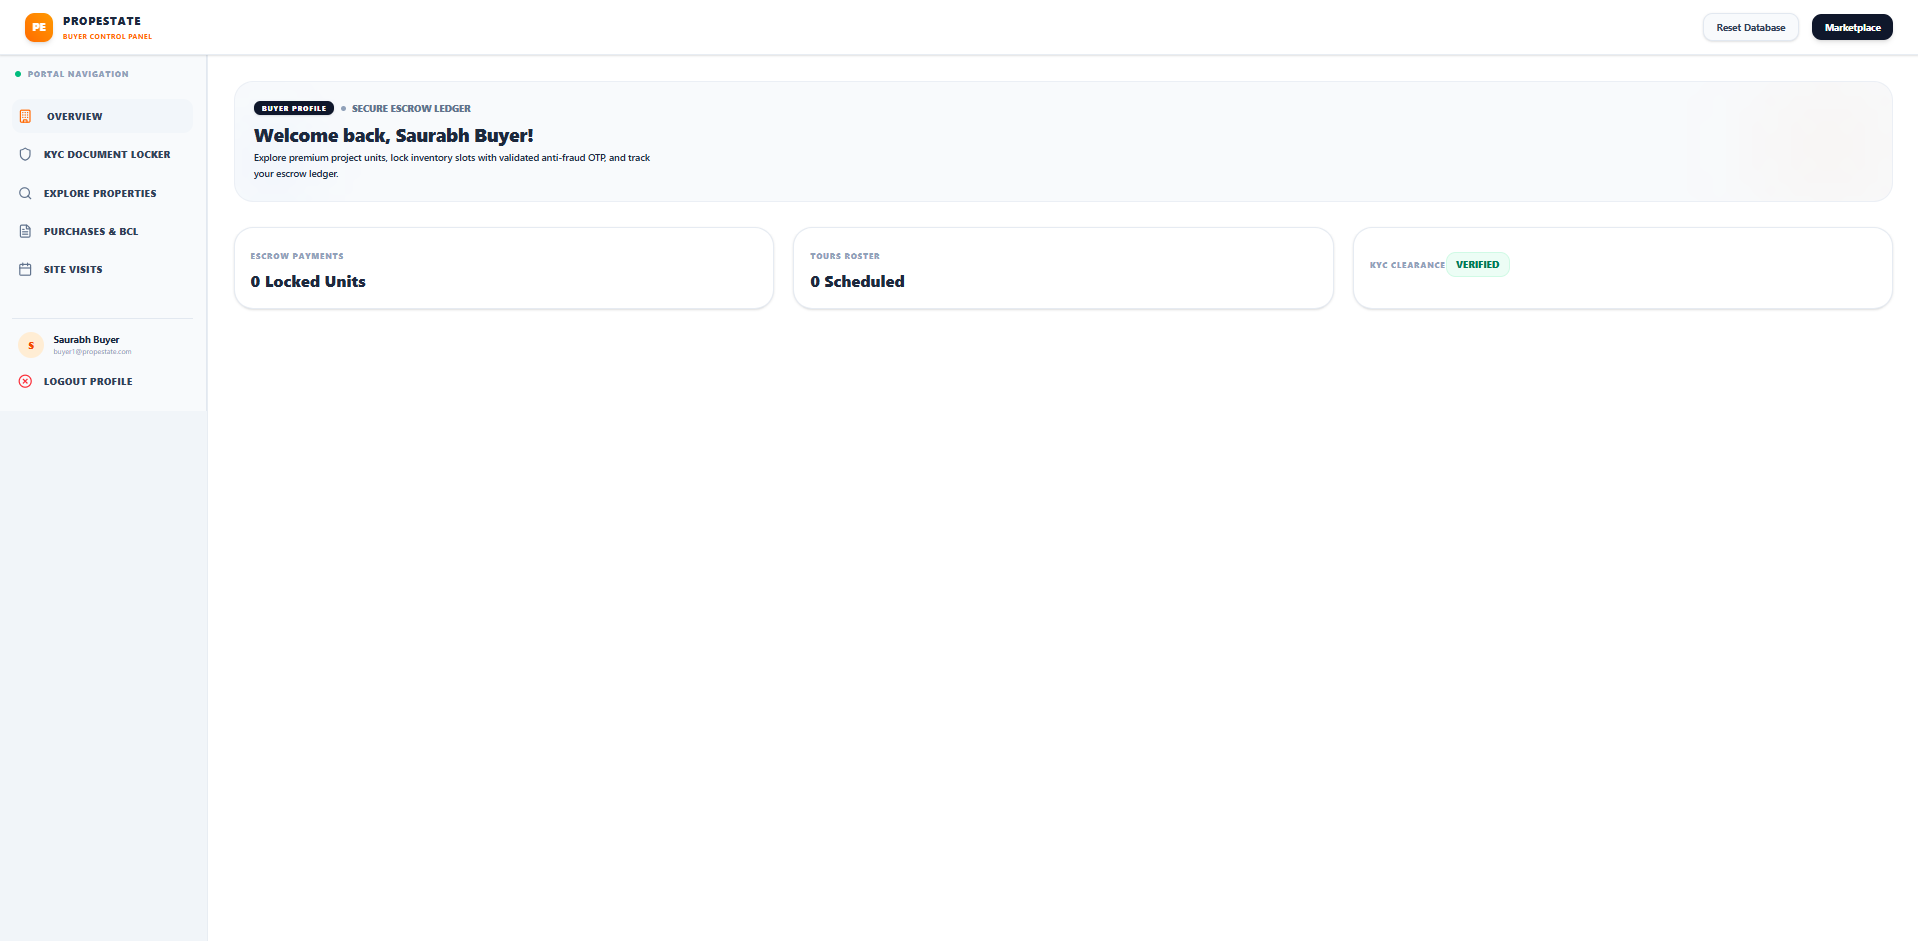 PE
PROPESTATE
BUYER CONTROL PANEL
Reset Database
Marketplace
PORTAL NAVIGATION
OVERVIEW
KYC DOCUMENT LOCKER
EXPLORE PROPERTIES
PURCHASES & BCL
SITE VISITS
S
Saurabh Buyer
buyer1@propestate.com
LOGOUT PROFILE
BUYER PROFILE
SECURE ESCROW LEDGER
Welcome back, Saurabh Buyer!
Explore premium project units, lock inventory slots with validated anti-fraud OTP, and track
your escrow ledger.
ESCROW PAYMENTS
0 Locked Units
TOURS ROSTER
0 Scheduled
KYC CLEARANCE
VERIFIED